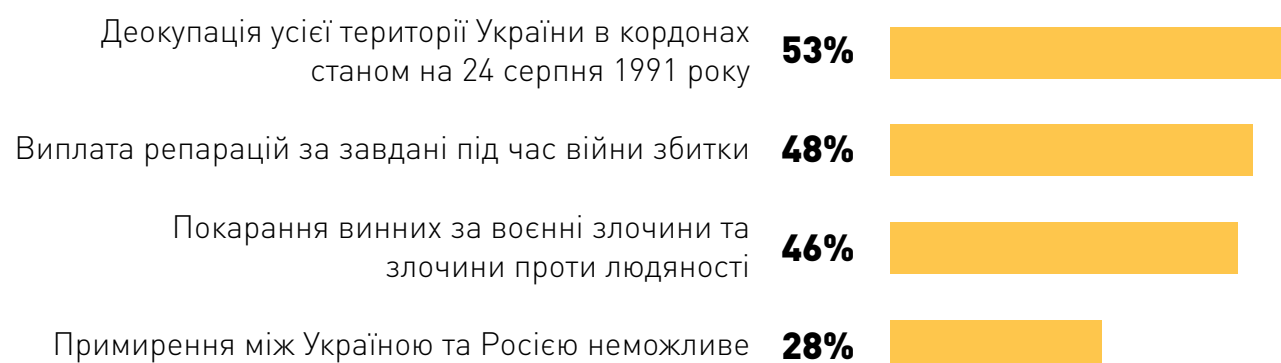 Деокупація усієї території України в кордонах
станом на 24 серпня 1991 року
53%
Виплата репарацій за завдані під час війни збитки
48%
Покарання винних за воєнні злочини та
злочини проти людяності
46%
Примирення між Україною та Росією неможливе
28%